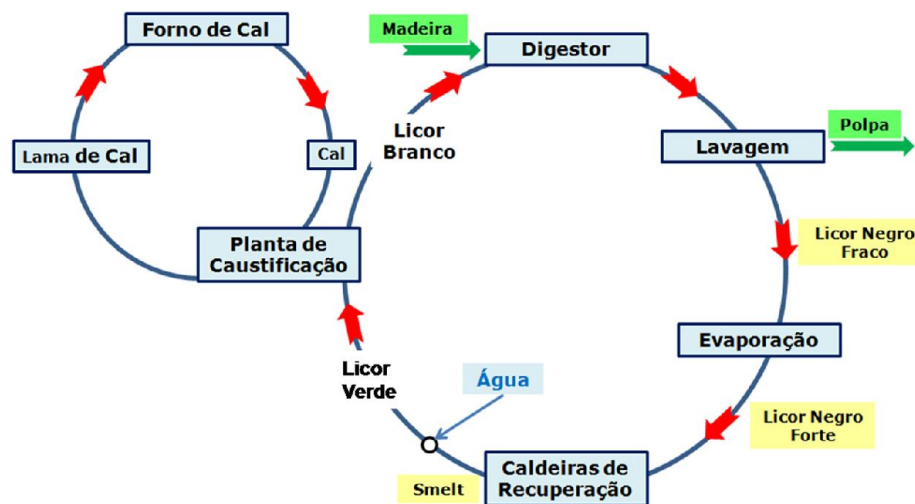 Forno de Cal
Madeira
Digestor
Licor
Branco
Polpa
Lavagem
Lama de Cal
Cal
Planta de
Caustificação
Licor Negro
Fraco
Evaporação
Licor
Verde
Água
Licor Negro
Forte
Smelt
Caldeiras de
Recuperação